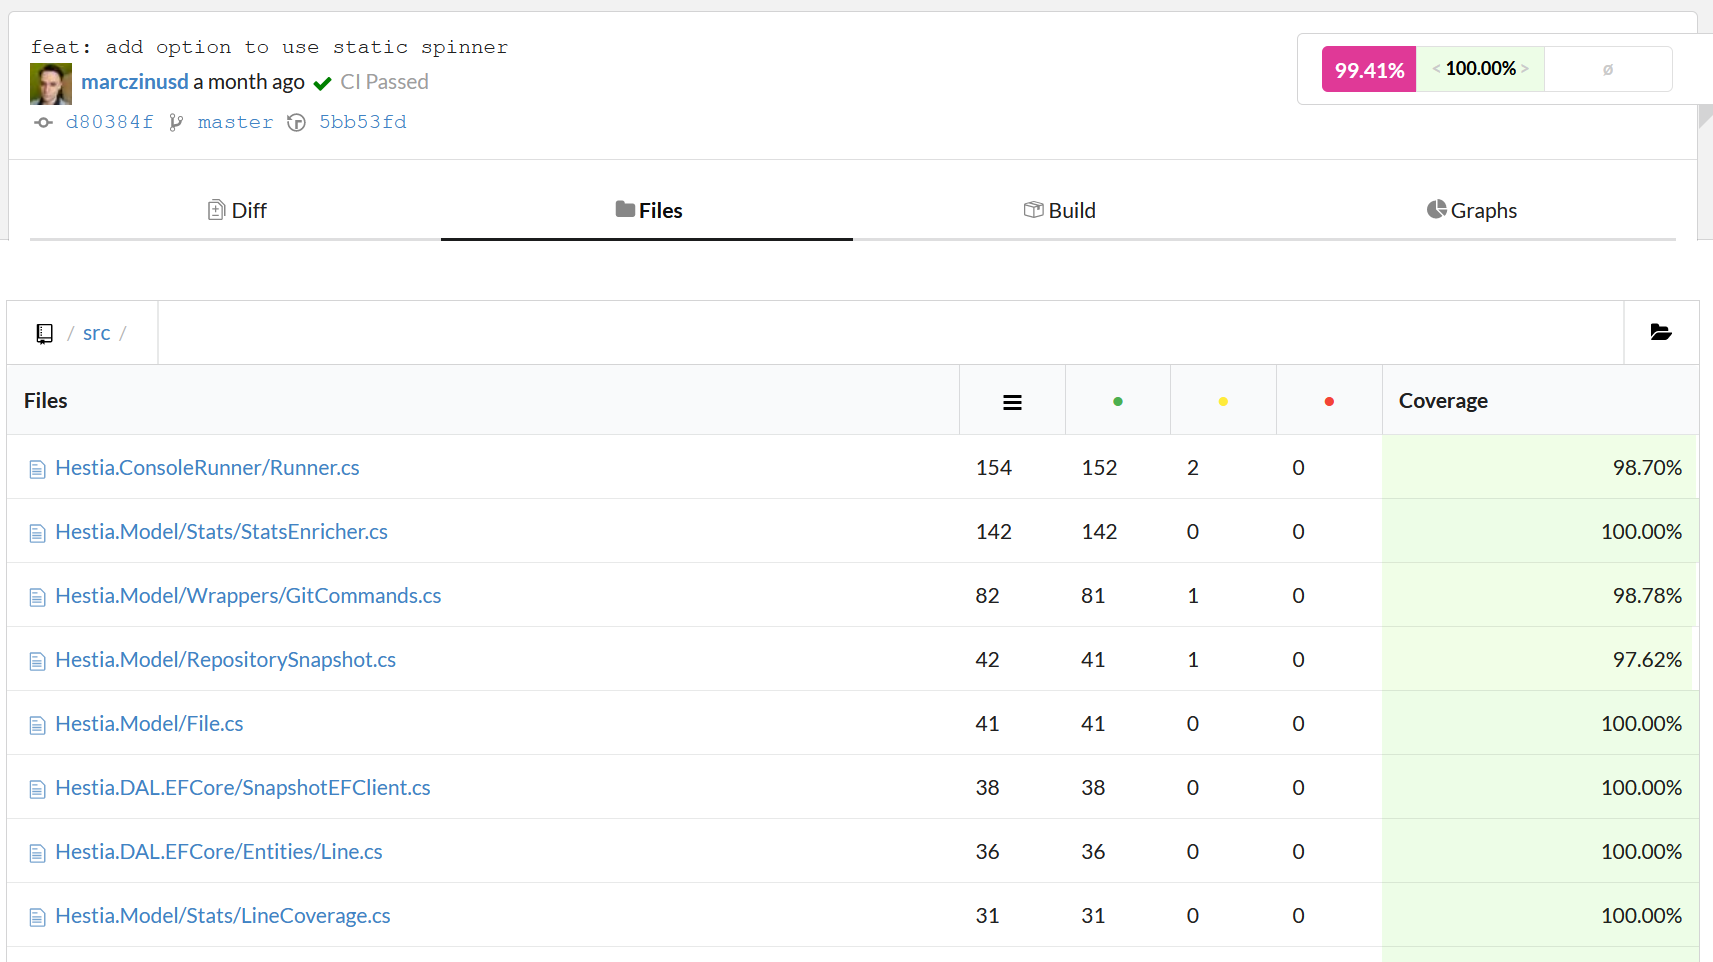 feat: add option to use static spinner
marczinusd a month ago CI Passed
d80384f master 5bb53fd
99.41% < 100.00% > ø
Diff Files Build Graphs
/ src /
Files Coverage
Hestia.ConsoleRunner/Runner.cs 154 152 2 0 98.70%
Hestia.Model/Stats/StatsEnricher.cs 142 142 0 0 100.00%
Hestia.Model/Wrappers/GitCommands.cs 82 81 1 0 98.78%
Hestia.Model/RepositorySnapshot.cs 42 41 1 0 97.62%
Hestia.Model/File.cs 41 41 0 0 100.00%
Hestia.DAL.EFCore/SnapshotEFClient.cs 38 38 0 0 100.00%
Hestia.DAL.EFCore/Entities/Line.cs 36 36 0 0 100.00%
Hestia.Model/Stats/LineCoverage.cs 31 31 0 0 100.00%